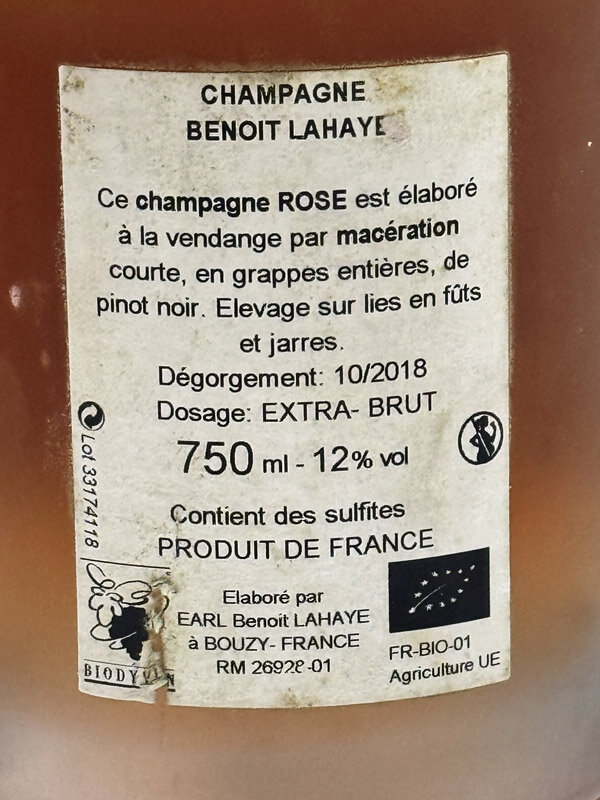 CHAMPAGNE
BENOIT LAHAYE
Ce champagne ROSE est élaboré
à la vendange par macération
courte, en grappes entières, de
pinot noir. Elevage sur lies en fûts
et jarres.
Dégorgement: 10/2018
Dosage: EXTRA- BRUT
750 ml - 12% vol
Contient des sulfites
PRODUIT DE FRANCE
Lot 33174118
Elaboré par
EARL Benoit LAHAYE
à BOUZY- FRANCE
RM 26928-01
BIODYVIN
FR-BIO-01
Agriculture UE